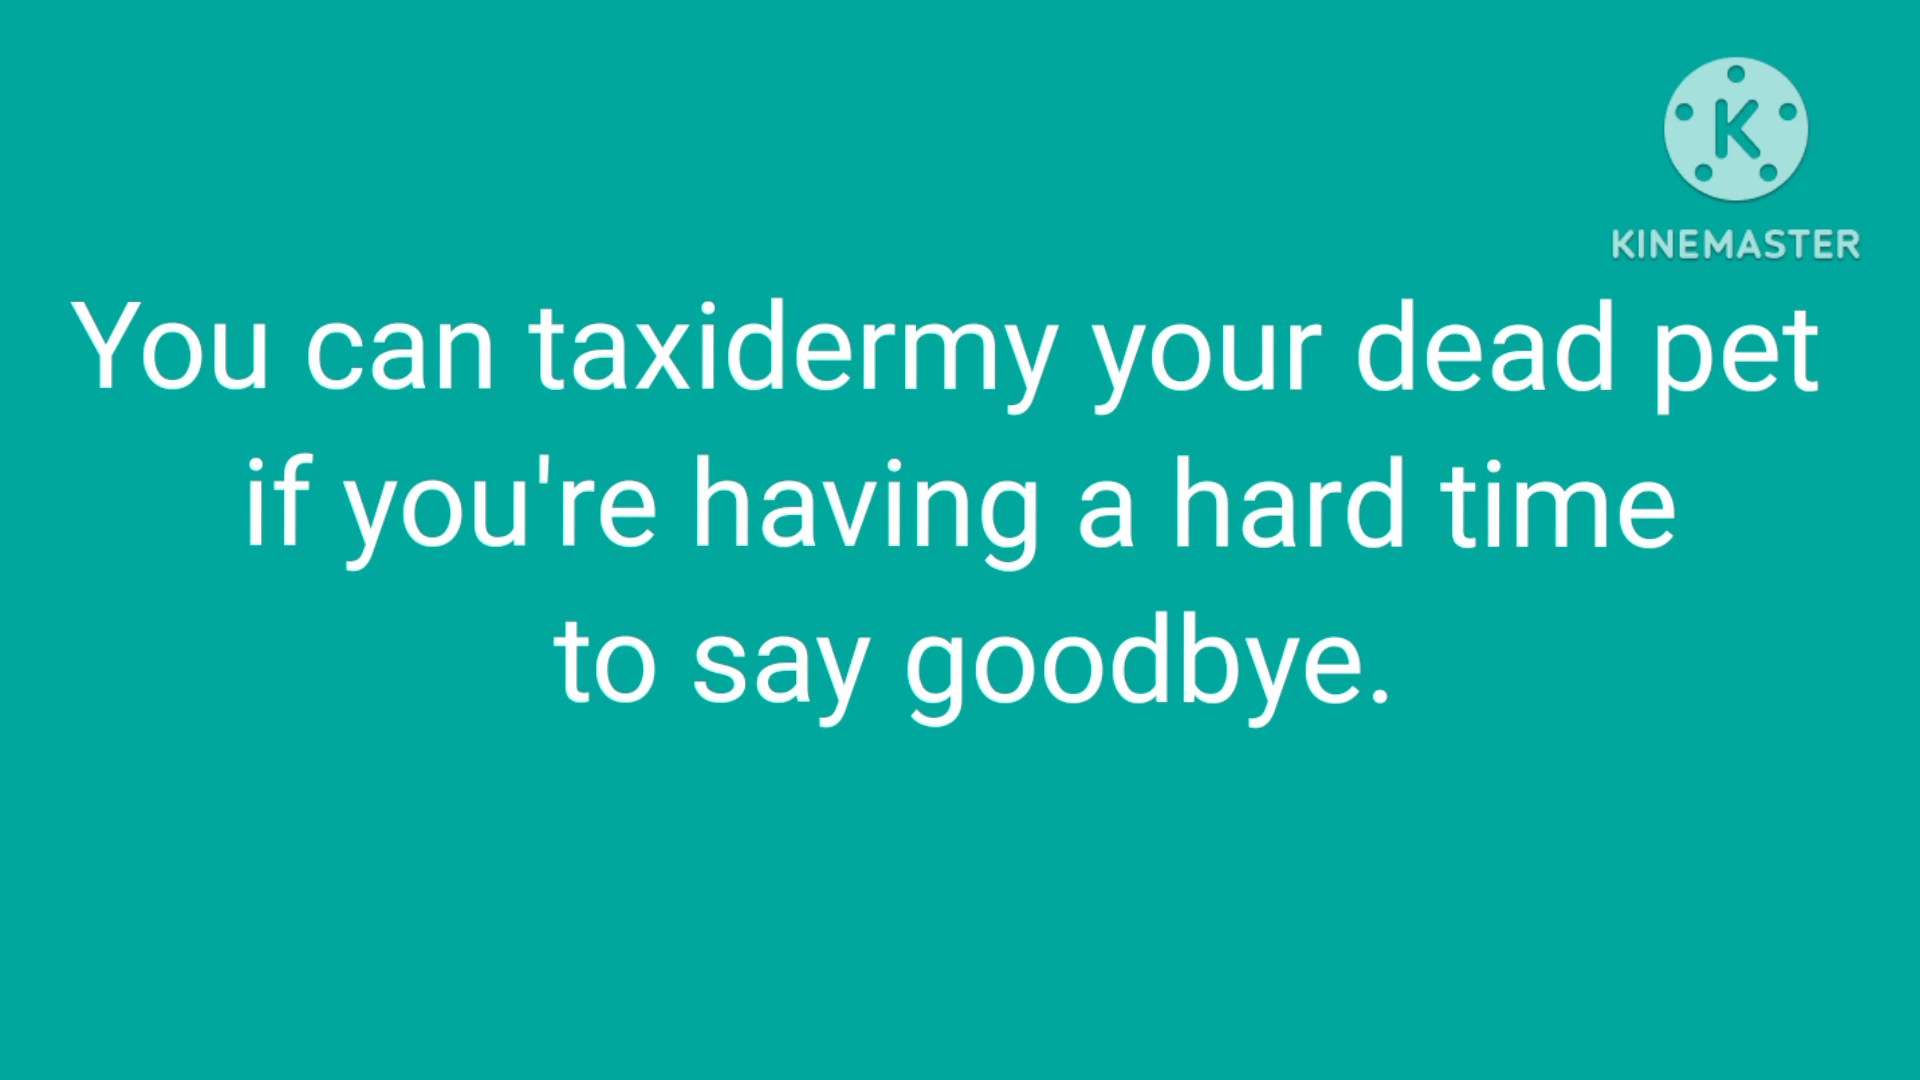 K
KINEMASTER
You can taxidermy your dead pet
if you're having a hard time
to say goodbye.